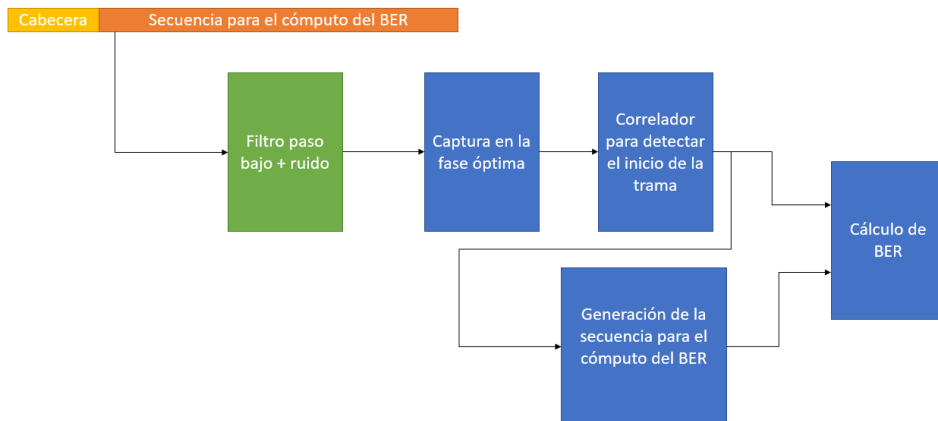 Cabecera
Secuencia para el cómputo del BER
Filtro paso
bajo + ruido
Captura en la
fase óptima
Correlador
para detectar
el inicio de la
trama
Cálculo de
BER
Generación de la
secuencia para el
cómputo del BER